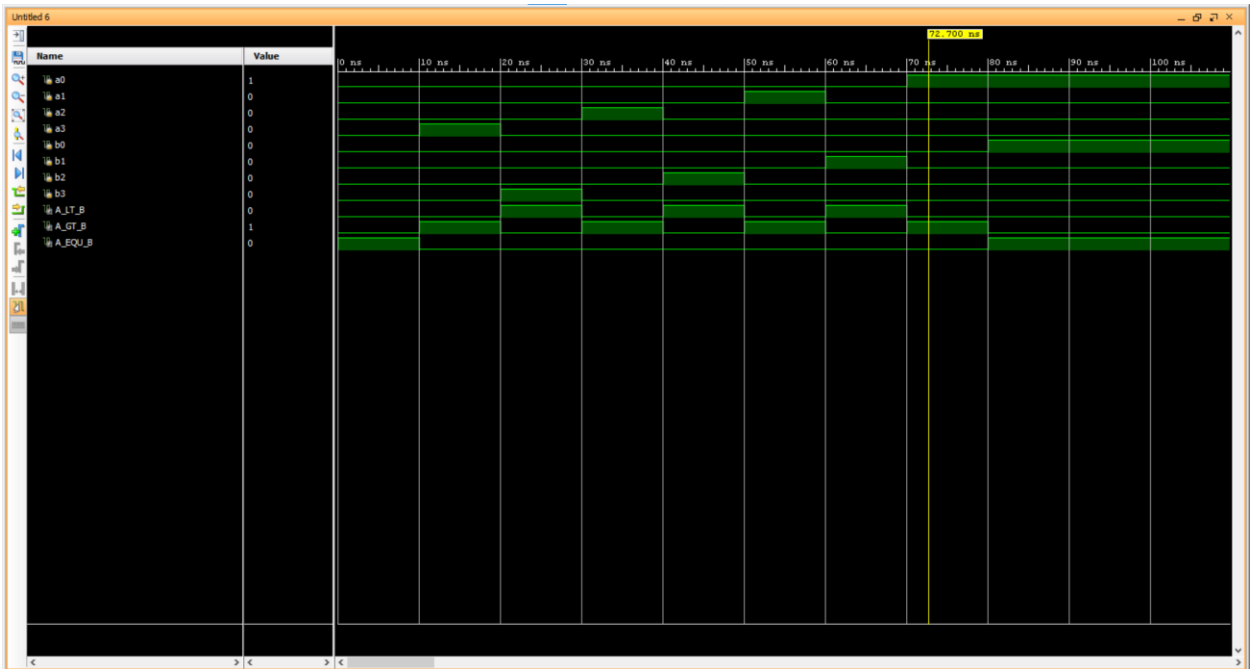 Untitled 6
72.700 ns
Name Value
0 ns 10 ns 20 ns 30 ns 40 ns 50 ns 60 ns 70 ns 80 ns 90 ns 100 ns
a0 1
a1 0
a2 0
a3 0
b0 0
b1 0
b2 0
b3 0
A_LT_B 0
A_GT_B 1
A_EQU_B 0